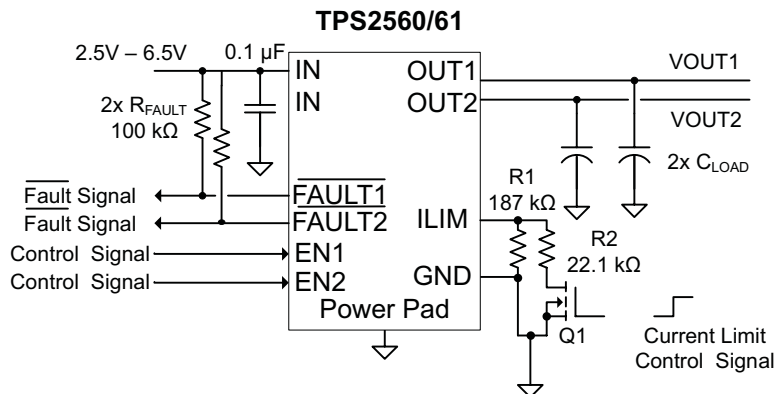 TPS2560/61
2.5V – 6.5V
0.1 µF
IN
IN
OUT1
OUT2
VOUT1
VOUT2
2x RFAULT
100 kΩ
2x CLOAD
Fault Signal
Fault Signal
Control Signal
Control Signal
FAULT1
FAULT2
EN1
EN2
ILIM
GND
Power Pad
R1
187 kΩ
R2
22.1 kΩ
Q1
Current Limit
Control Signal